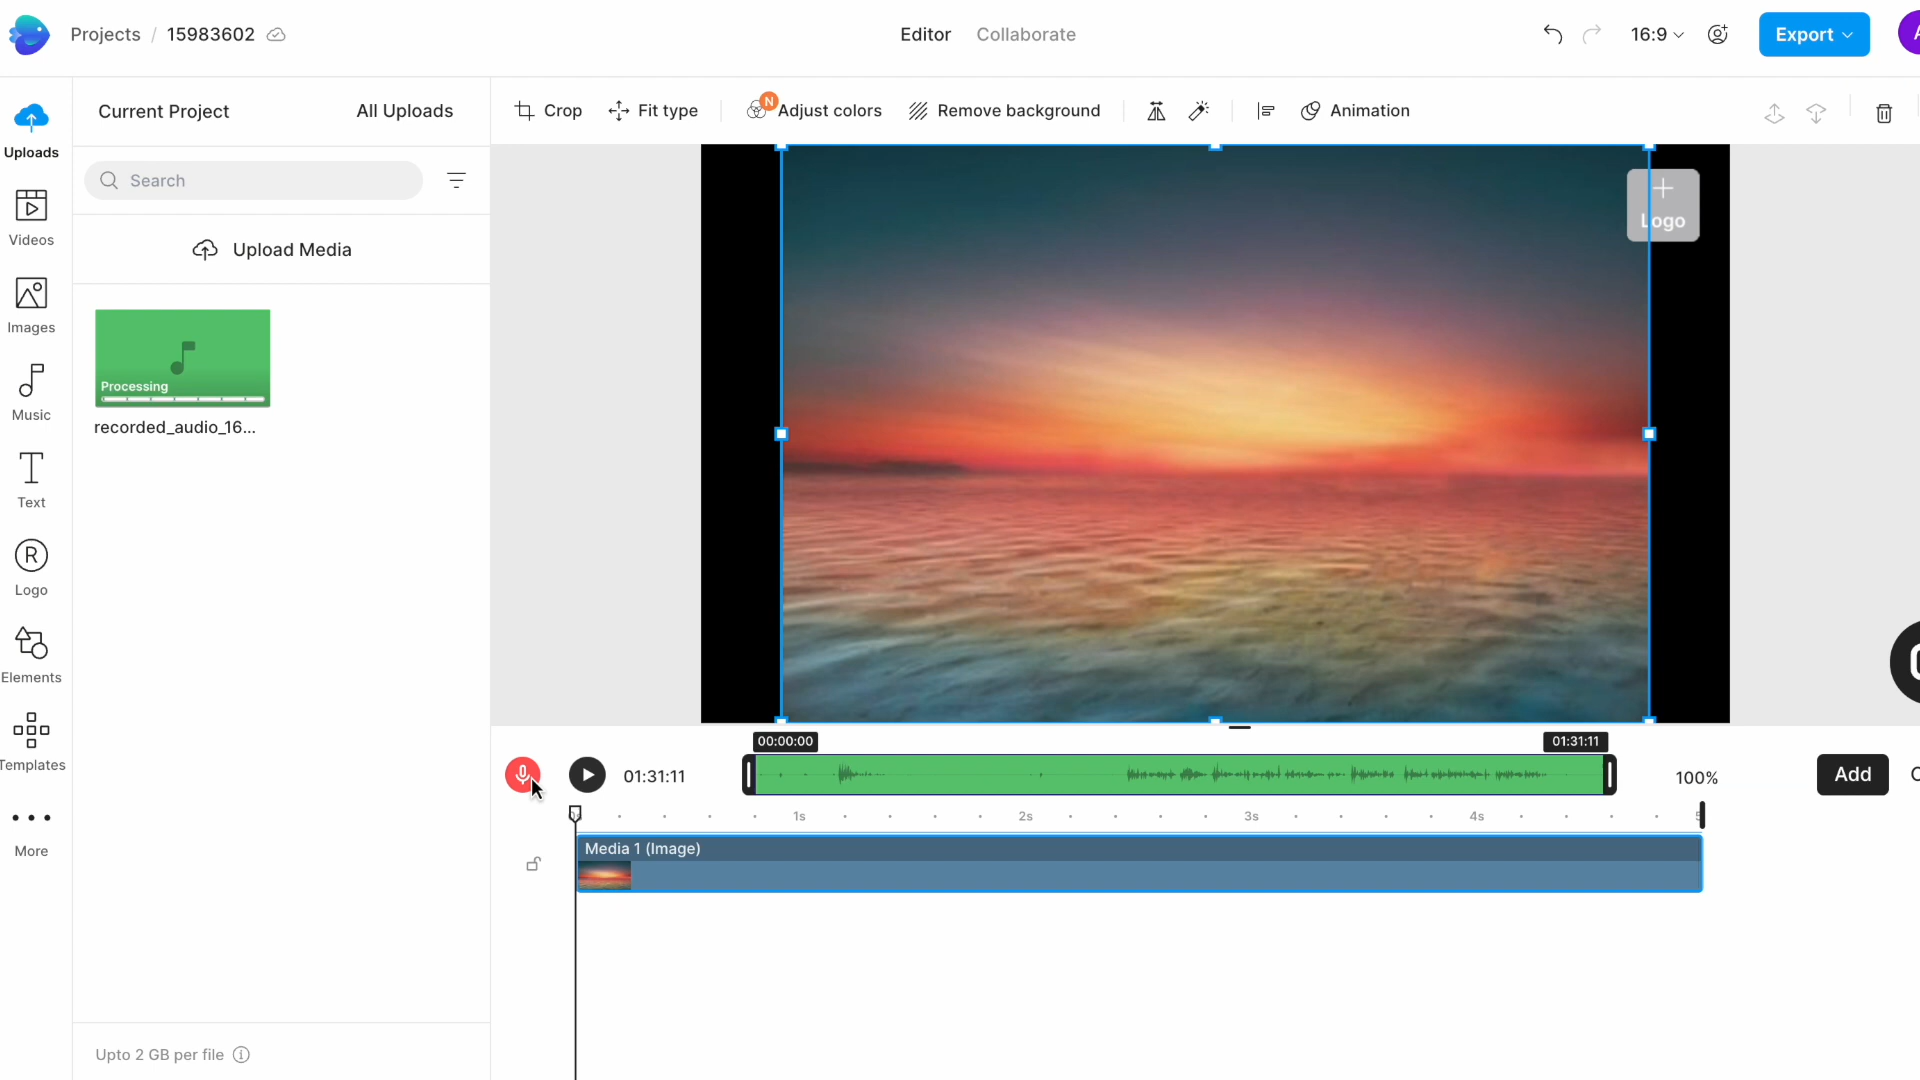 Projects / 15983602
Editor
Collaborate
16:9
Export
Uploads
Videos
Images
Music
Text
R
Logo
Elements
Templates
More
Current Project
All Uploads
Search
Upload Media
Processing
recorded_audio_16...
Upto 2 GB per file
Crop
Fit type
N
Adjust colors
Remove background
Animation
+
Logo
00:00:00
01:31:11
01:31:11
100%
Add
1s
2s
3s
4s
Media 1 (Image)